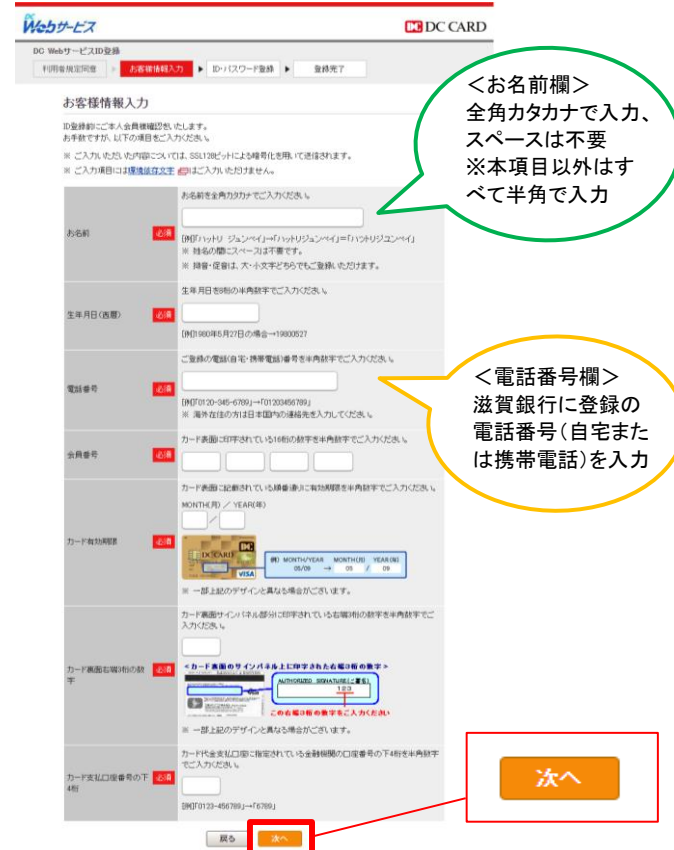 DC
Webサービス
DC DC CARD
DC Webサービス ID登録
利用者規定同意 ▶ お客様情報入力 ▶ ID・パスワード登録 ▶ 登録完了
お客様情報入力
ID登録前にご本人会員様確認をいたします。
お手数ですが、以下の項目をご入力ください。
※ ご入力いただいた内容については、SSL128ビットによる暗号化を用いて送信されます。
※ ご入力項目には環境依存文字 はご入力いただけません。
お名前 必須
お名前を全角カタカナでご入力ください。
[例]「ハットリ ジュンペイ」→「ハットリジュンペイ」=「ハツトリジユンペイ」
※ 姓名の間にスペースは不要です。
※ 拗音・促音は、大・小文字どちらでもご登録いただけます。
生年月日(西暦) 必須
生年月日を8桁の半角数字でご入力ください。
[例]1980年5月27日の場合→19800527
電話番号 必須
ご登録の電話(自宅・携帯電話)番号を半角数字でご入力ください。
[例]「0120-345-6789」→「01203456789」
※ 海外在住の方は日本国内の連絡先を入力してください。
会員番号 必須
カード表面に印字されている16桁の数字を半角数字でご入力ください。
カード有効期限 必須
カード表面に記載されている順番通りに有効期限を半角数字でご入力ください。
MONTH(月) / YEAR(年)
/
DC CARD
DC
VISA
例) MONTH/YEAR MONTH(月) YEAR(年)
05/09 → 05 / 09
※ 一部上記のデザインと異なる場合がございます。
カード裏面右端3桁の数
字
必須
カード裏面サインパネル部分に印字されている右端3桁の数字を半角数字でご
入力ください。
<カード裏面のサインパネル上に印字された右端3桁の数字>
AUTHORIZED SIGNATURE(ご署名)
123
この右端3桁の数字をご入力ください
※ 一部上記のデザインと異なる場合がございます。
カード支払口座番号の下
4桁
必須
カード代金支払口座に指定されている金融機関の口座番号の下4桁を半角数字
でご入力ください。
[例]「0123-456789」→「6789」
戻る 次へ
<お名前欄>
全角カタカナで入力、
スペースは不要
※本項目以外はす
べて半角で入力
<電話番号欄>
滋賀銀行に登録の
電話番号(自宅また
は携帯電話)を入力
次へ